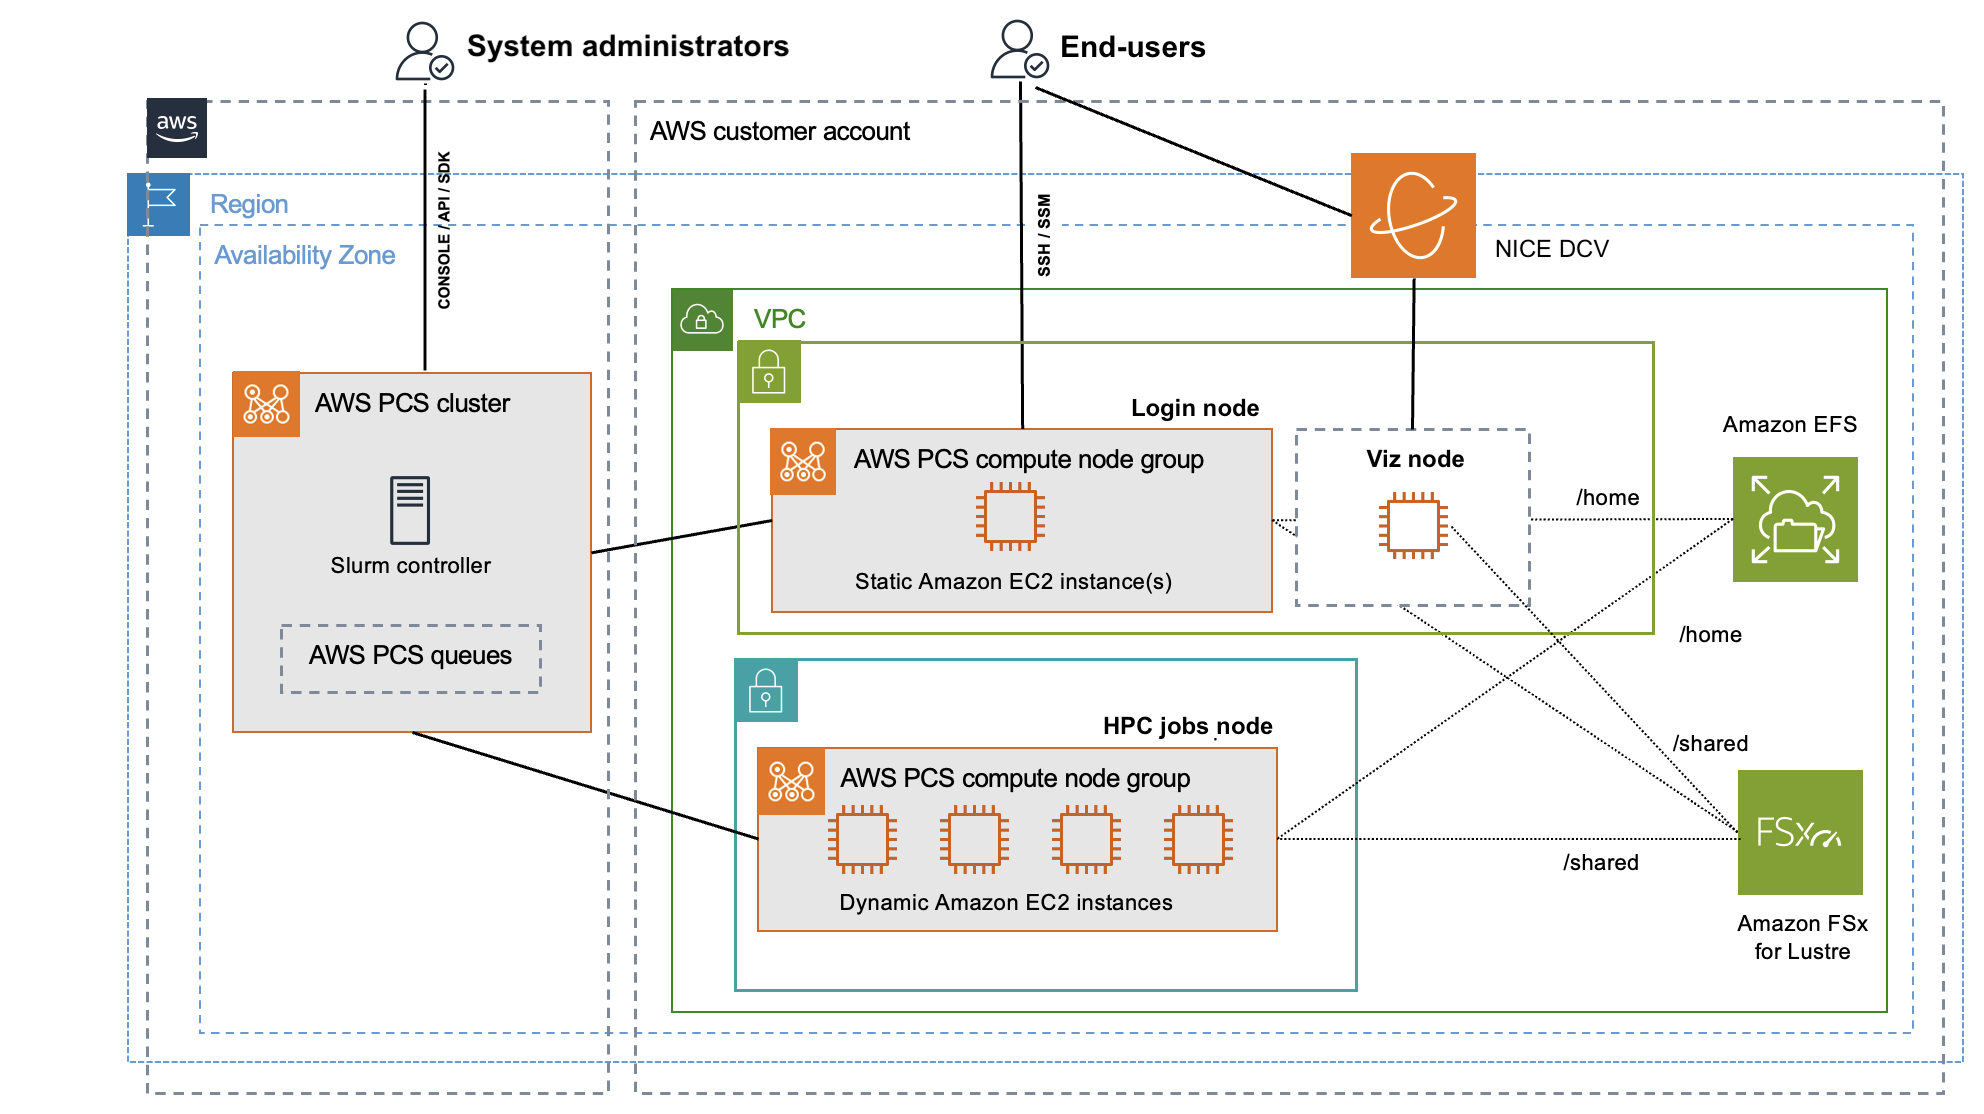 System administrators
End-users
aws
AWS customer account
CONSOLE / API / SDK
SSH / SSM
Region
Availability Zone
NICE DCV
VPC
AWS PCS cluster
Login node
AWS PCS compute node group
Viz node
Amazon EFS
/home
Slurm controller
Static Amazon EC2 instance(s)
/home
AWS PCS queues
HPC jobs node
/shared
AWS PCS compute node group
FSx
/shared
Dynamic Amazon EC2 instances
Amazon FSx
for Lustre